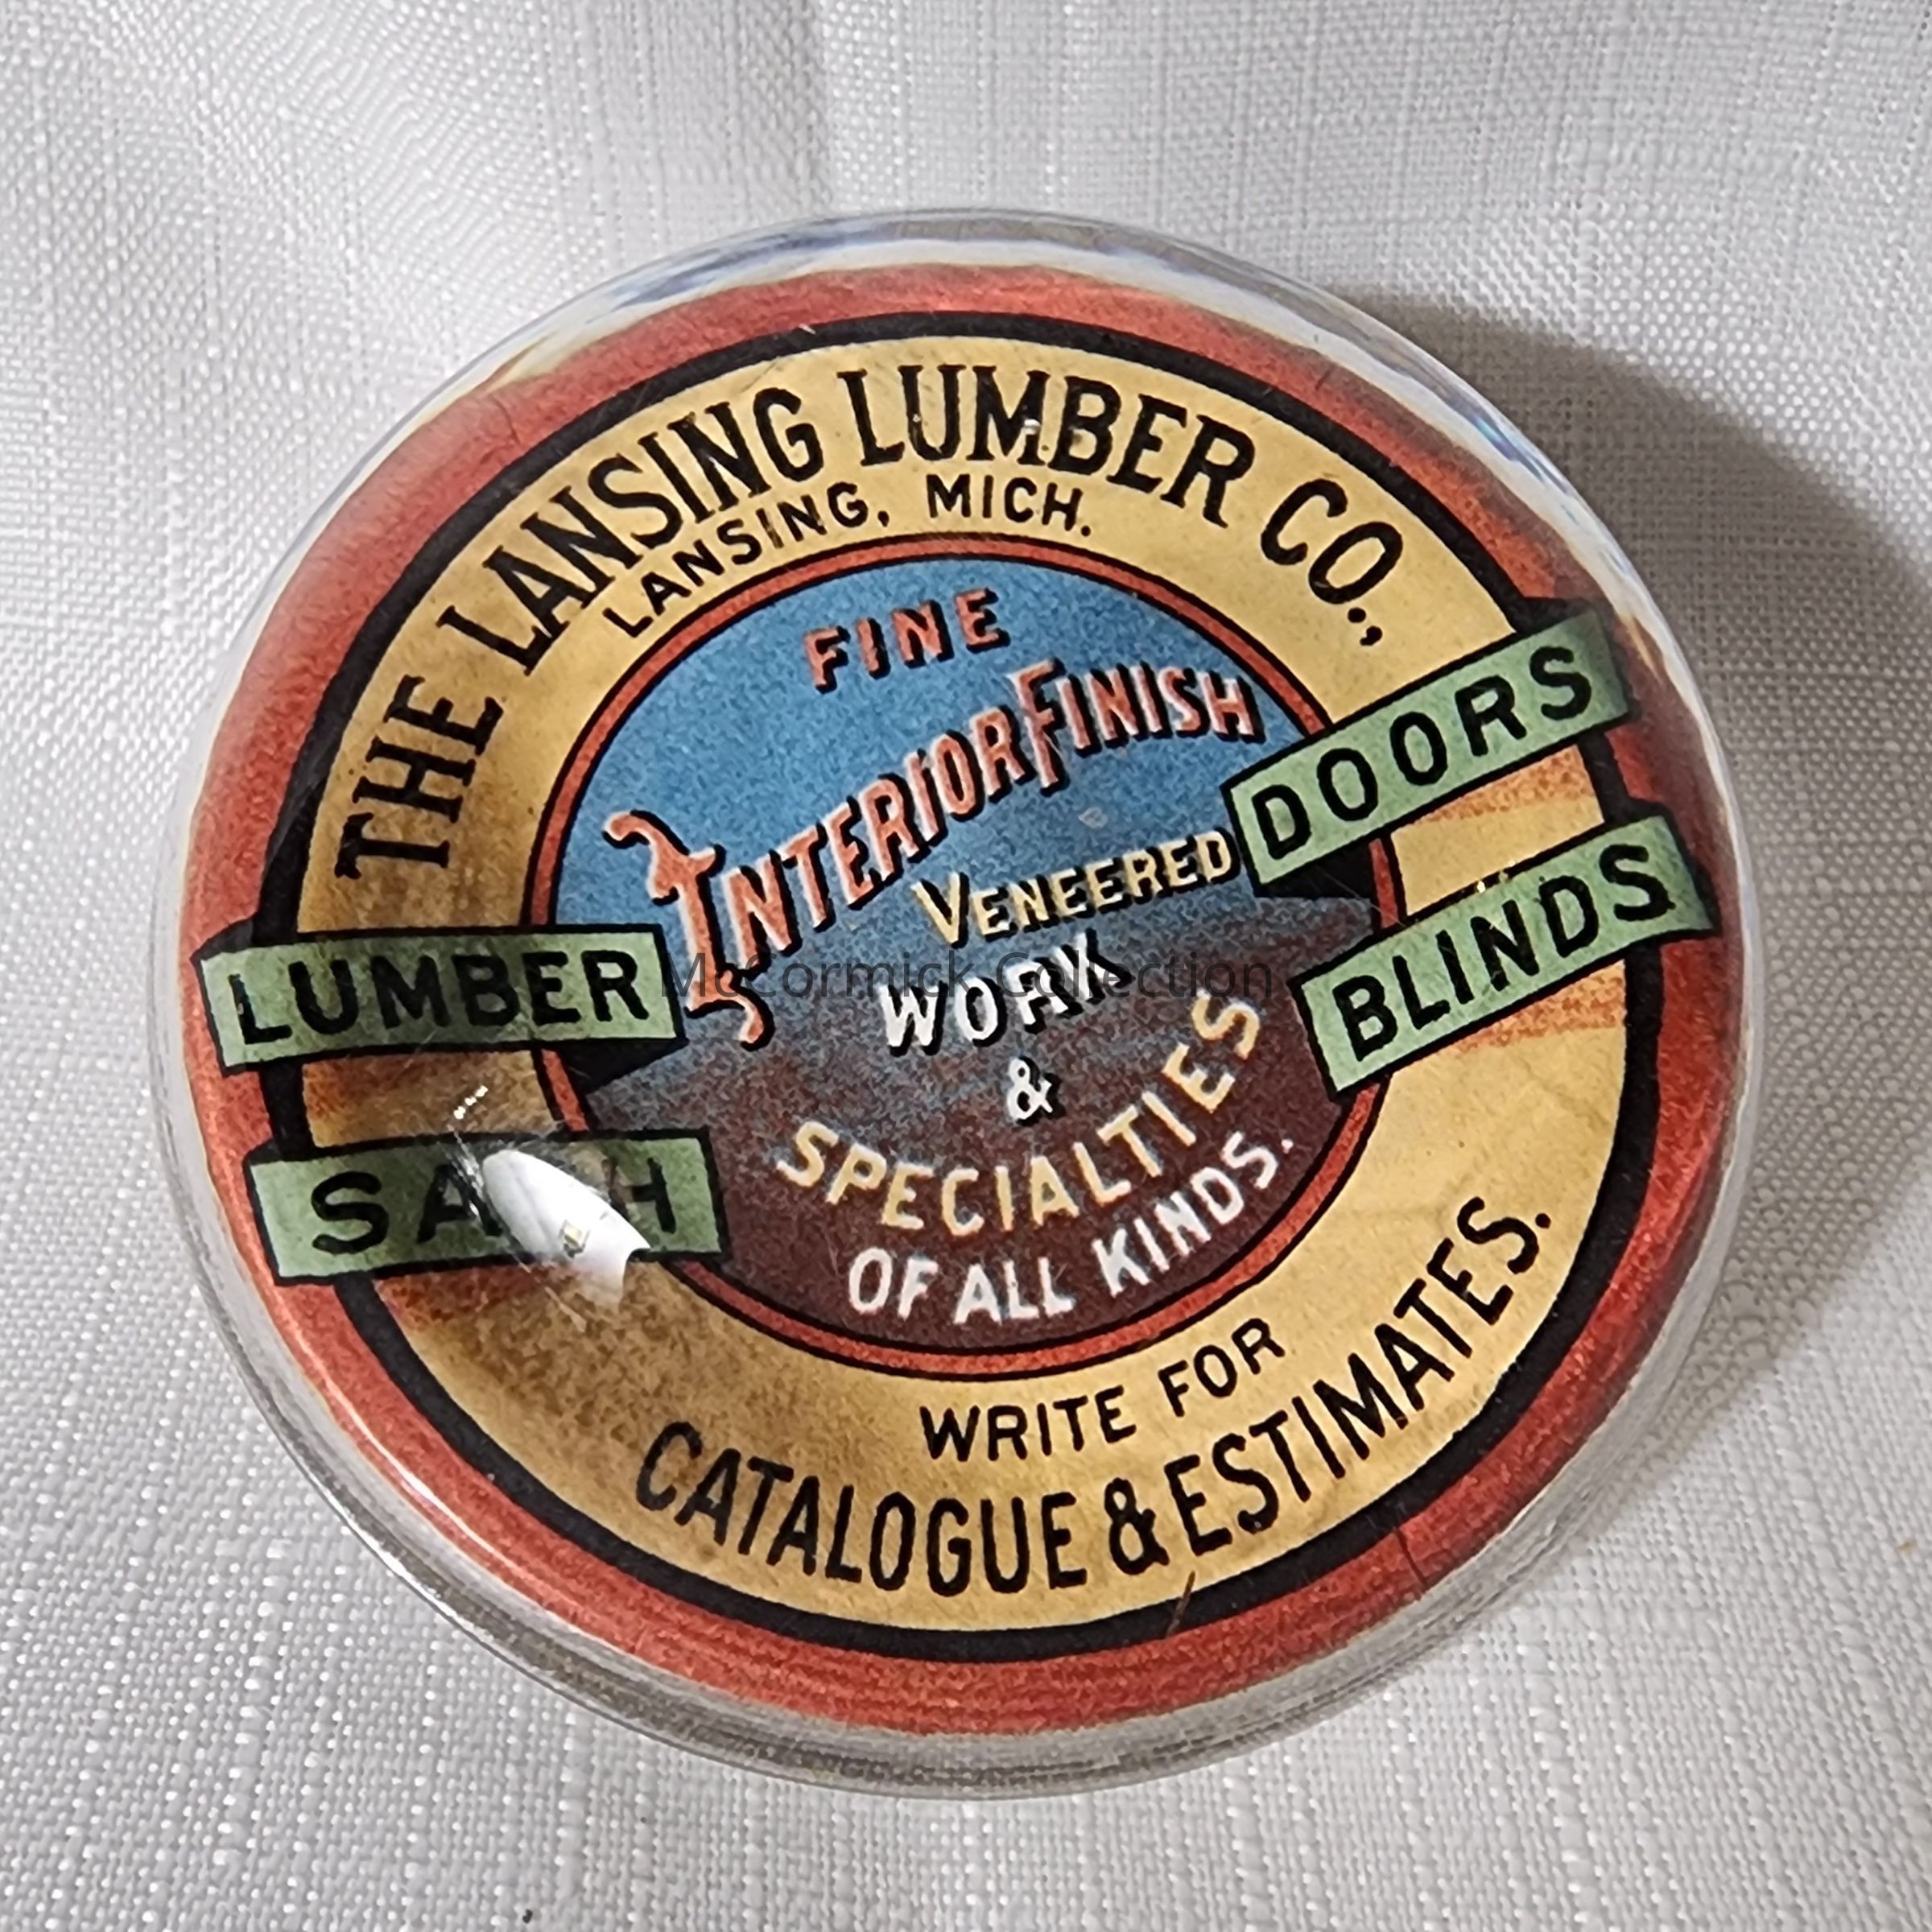 THE LANSING LUMBER CO.,
LANSING, MICH.
FINE
INTERIOR FINISH
VENEERED
WORK
&
SPECIALTIES
OF ALL KINDS.
DOORS
BLINDS
LUMBER
SASH
WRITE FOR
CATALOGUE & ESTIMATES.
McCormick Collection